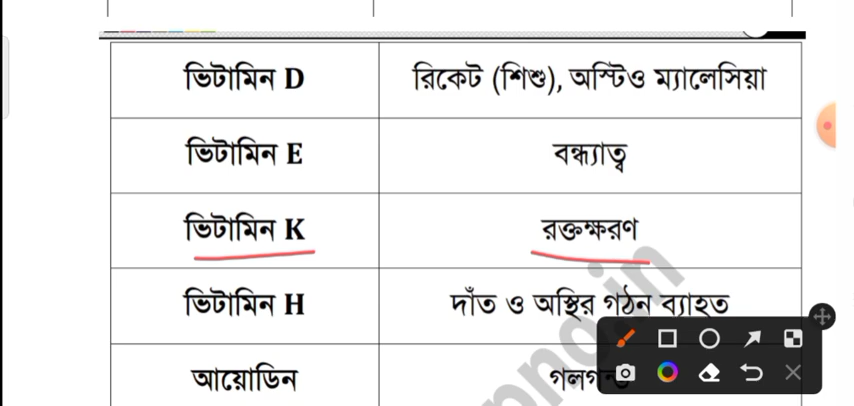 ভিটামিন D রিকেট (শিশু), অস্টিও ম্যালেসিয়া
ভিটামিন E বন্ধ্যাত্ব
ভিটামিন K রক্তক্ষরণ
ভিটামিন H দাঁত ও অস্থির গঠন ব্যাহত
আয়োডিন